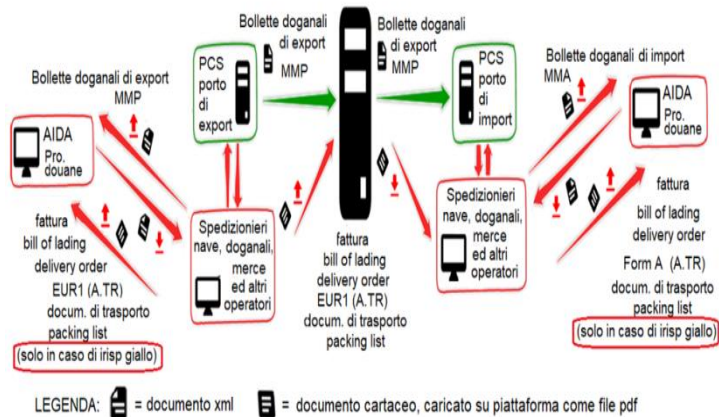 Bollette doganali di export
MMP
AIDA
Pro.
douane
fattura
bill of lading
delivery order
EUR1 (A.TR)
docum. di trasporto
packing list
(solo in caso di irisp giallo)
PCS
porto
di
export
Bollette doganali
di export
MMP
Spedizionieri
nave, doganali,
merce
ed altri
operatori
fattura
bill of lading
delivery order
EUR1 (A.TR)
docum. di trasporto
packing list
Bollette doganali
di export
MMP
PCS
porto
di
import
Spedizionieri
nave, doganali,
merce
ed altri
operatori
Bollette doganali di import
MMA
AIDA
Pro.
douane
fattura
bill of lading
delivery order
Form A (A.TR)
docum. di trasporto
packing list
(solo in caso di irisp giallo)
LEGENDA: = documento xml = documento cartaceo, caricato su piattaforma come file pdf